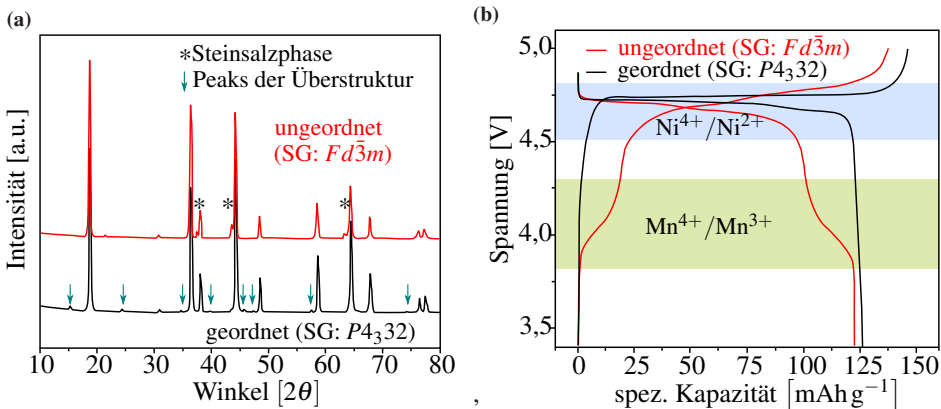 (a)
*Steinsalzphase
↓ Peaks der Überstruktur
ungeordnet
(SG: Fd3̄m)
* * *
geordnet (SG: P4₃32)
Intensität [a.u.]
10 20 30 40 50 60 70 80
Winkel [2θ]
,
(b)
ungeordnet (SG: Fd3̄m)
geordnet (SG: P4₃32)
Ni⁴⁺/Ni²⁺
Mn⁴⁺/Mn³⁺
Spannung [V]
5,0
4,5
4,0
3,5
0 25 50 75 100 125 150
spez. Kapazität [mAh g⁻¹]